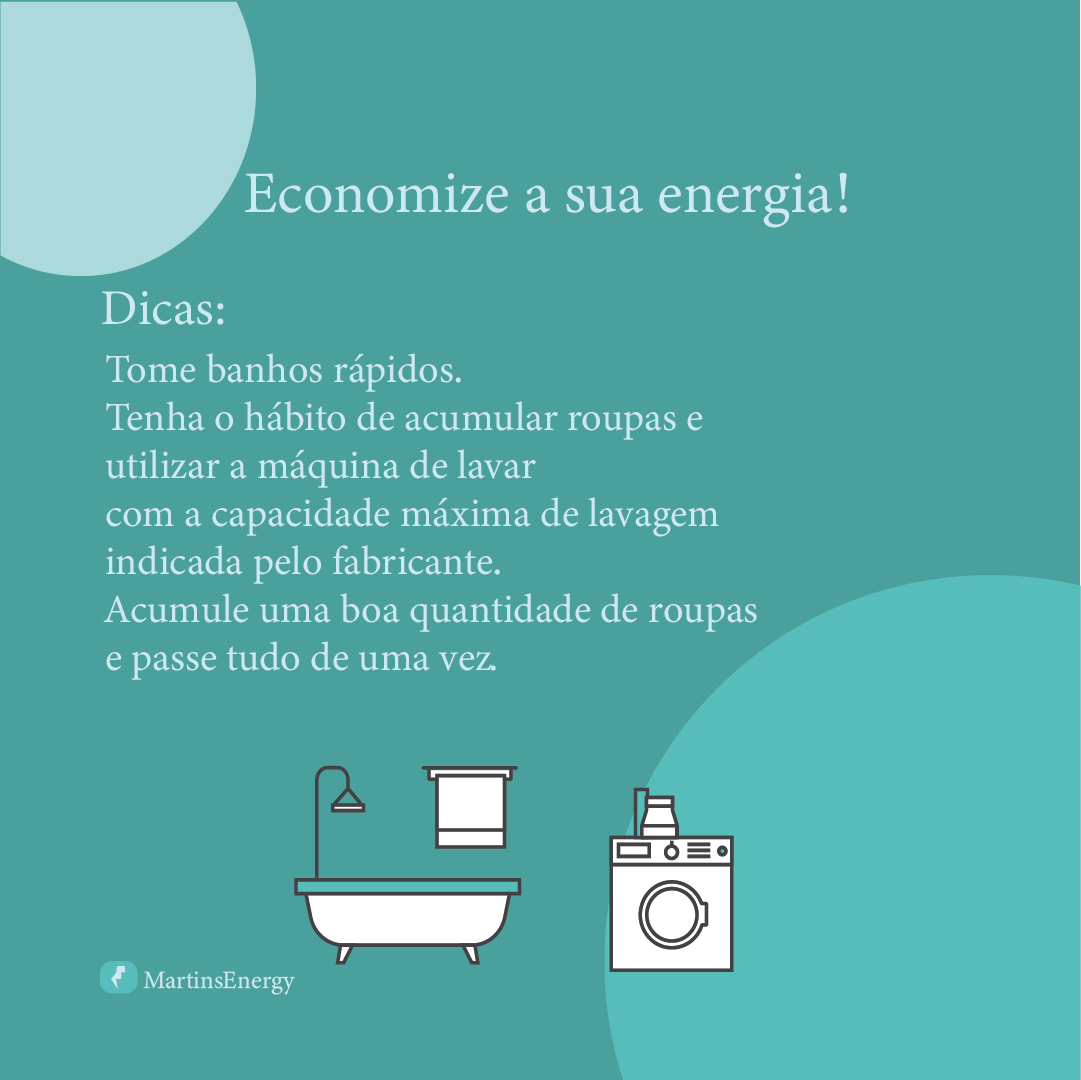 Economize a sua energia!
Dicas:
Tome banhos rápidos.
Tenha o hábito de acumular roupas e
utilizar a máquina de lavar
com a capacidade máxima de lavagem
indicada pelo fabricante.
Acumule uma boa quantidade de roupas
e passe tudo de uma vez.
MartinsEnergy